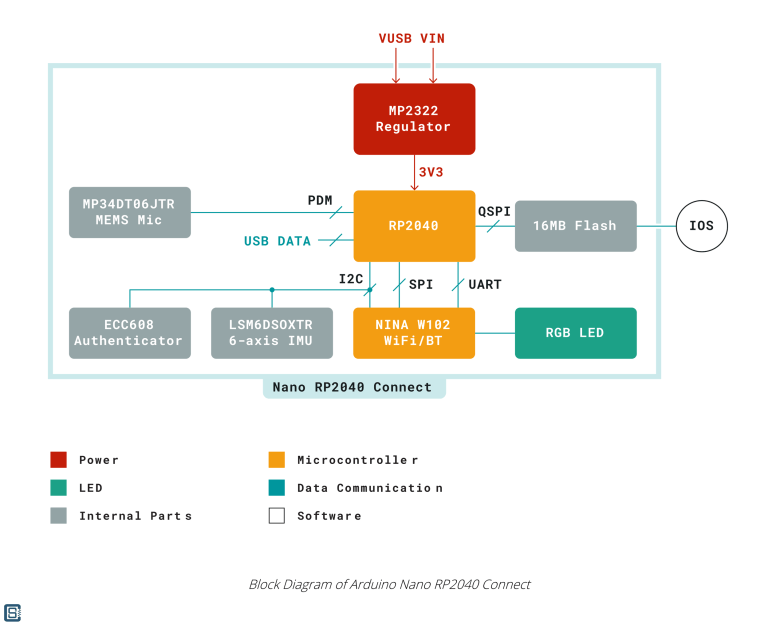 VUSB VIN
MP2322
Regulator
3V3
MP34DT06JTR
MEMS Mic
PDM
USB DATA
RP2040
QSPI
16MB Flash
IOS
I2C
SPI
UART
ECC608
Authenticator
LSM6DSOXTR
6-axis IMU
NINA W102
WiFi/BT
RGB LED
Nano RP2040 Connect
Power
Microcontroller
LED
Data Communication
Internal Parts
Software
Block Diagram of Arduino Nano RP2040 Connect